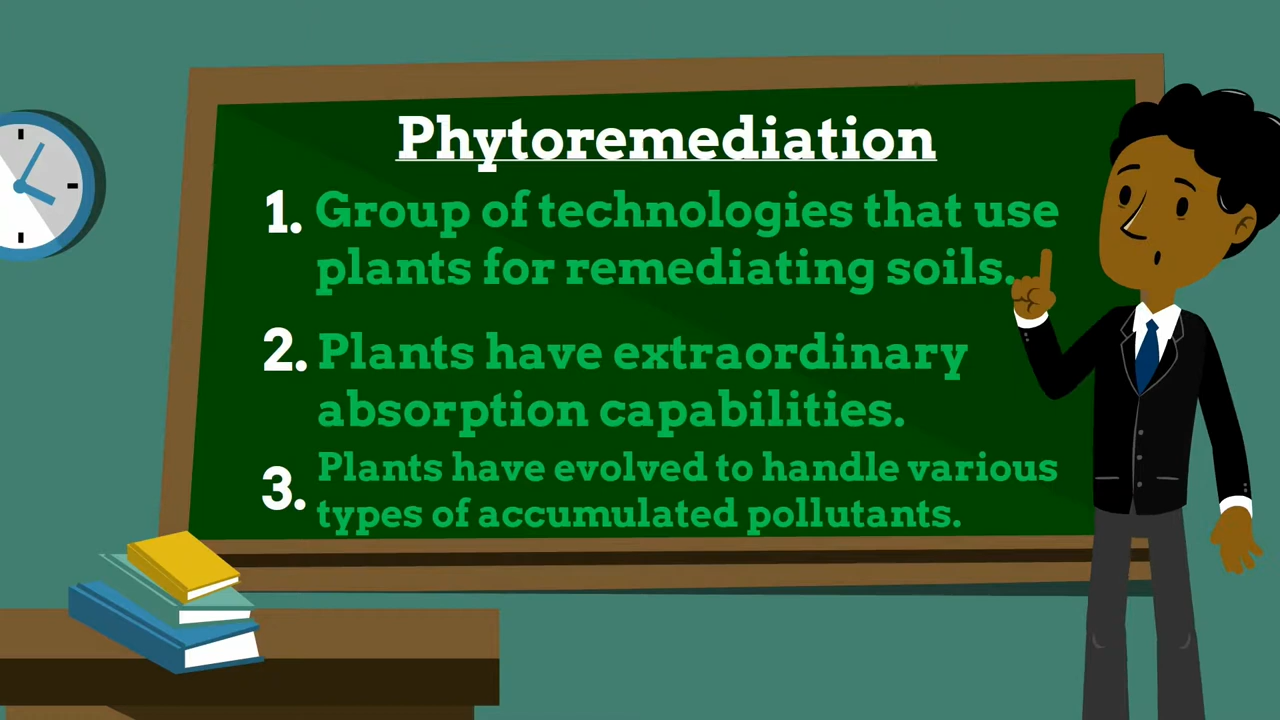 Phytoremediation
1. Group of technologies that use
plants for remediating soils.
2. Plants have extraordinary
absorption capabilities.
3. Plants have evolved to handle various
types of accumulated pollutants.